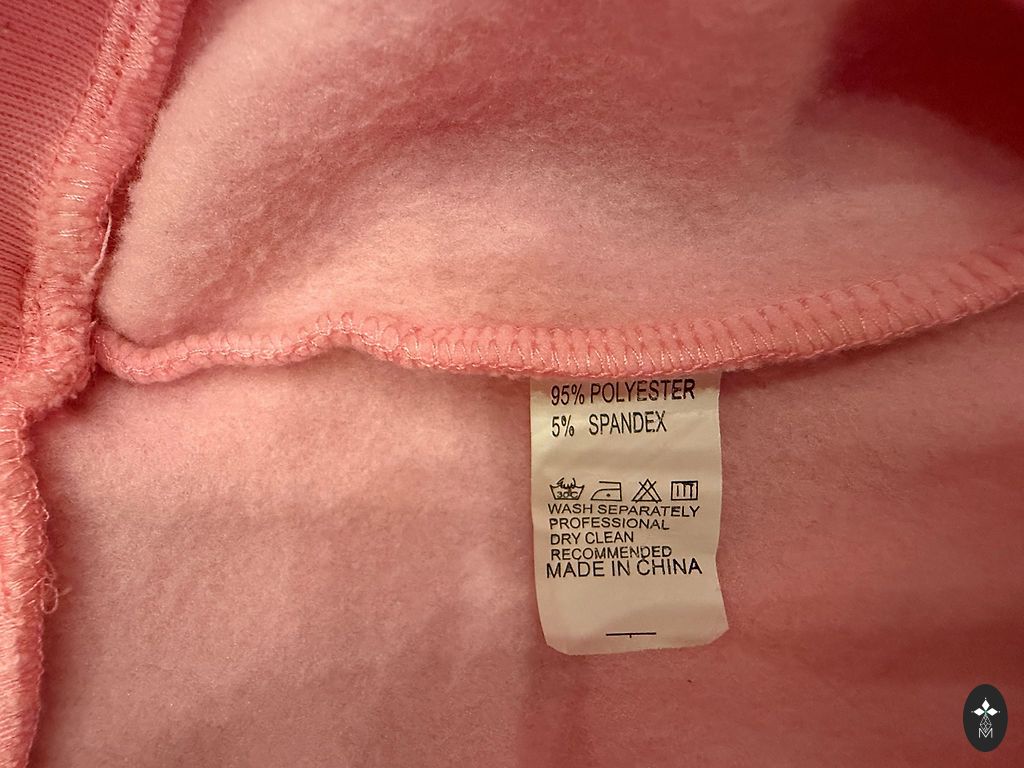 95% POLYESTER
5% SPANDEX
30°C
WASH SEPARATELY
PROFESSIONAL
DRY CLEAN
RECOMMENDED
MADE IN CHINA
M